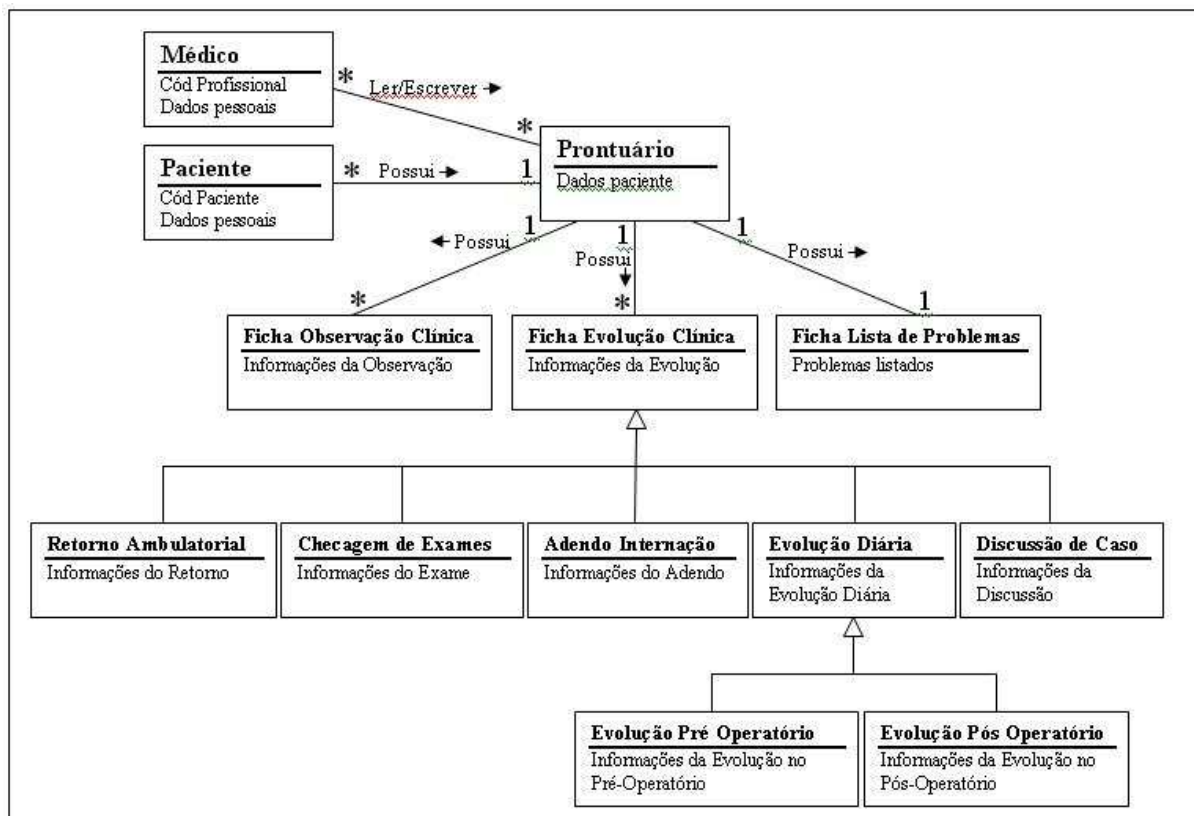 Médico
Cód Profissional
Dados pessoais
*
Ler/Escrever
*
Prontuário
Dados paciente
Paciente
Cód Paciente
Dados pessoais
*
Possui
1
1
Possui
*
1
Possui
*
1
Possui
1
Ficha Observação Clínica
Informações da Observação
Ficha Evolução Clínica
Informações da Evolução
Ficha Lista de Problemas
Problemas listados
Retorno Ambulatorial
Informações do Retorno
Checagem de Exames
Informações do Exame
Adendo Internação
Informações do Adendo
Evolução Diária
Informações da
Evolução Diária
Discussão de Caso
Informações da
Discussão
Evolução Pré Operatório
Informações da Evolução no
Pré-Operatório
Evolução Pós Operatório
Informações da Evolução no
Pós-Operatório